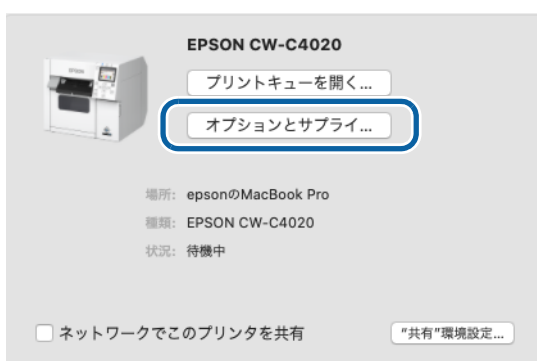 EPSON CW-C4020
プリントキューを開く...
オプションとサプライ...
場所: epsonのMacBook Pro
種類: EPSON CW-C4020
状況: 待機中
ネットワークでこのプリンタを共有
"共有"環境設定...